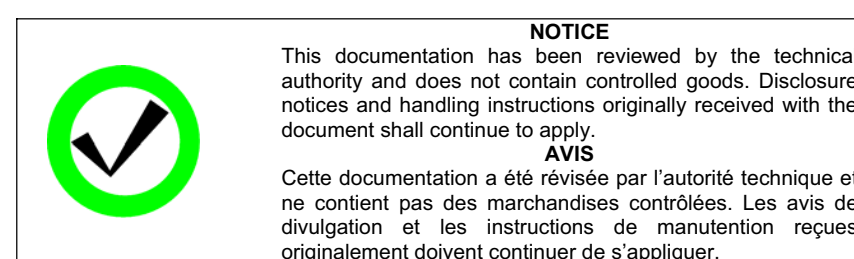 NOTICE
This documentation has been reviewed by the technical
authority and does not contain controlled goods. Disclosure
notices and handling instructions originally received with the
document shall continue to apply.
AVIS
Cette documentation a été révisée par l'autorité technique et
ne contient pas des marchandises contrôlées. Les avis de
divulgation et les instructions de manutention reçues
originalement doivent continuer de s'appliquer.